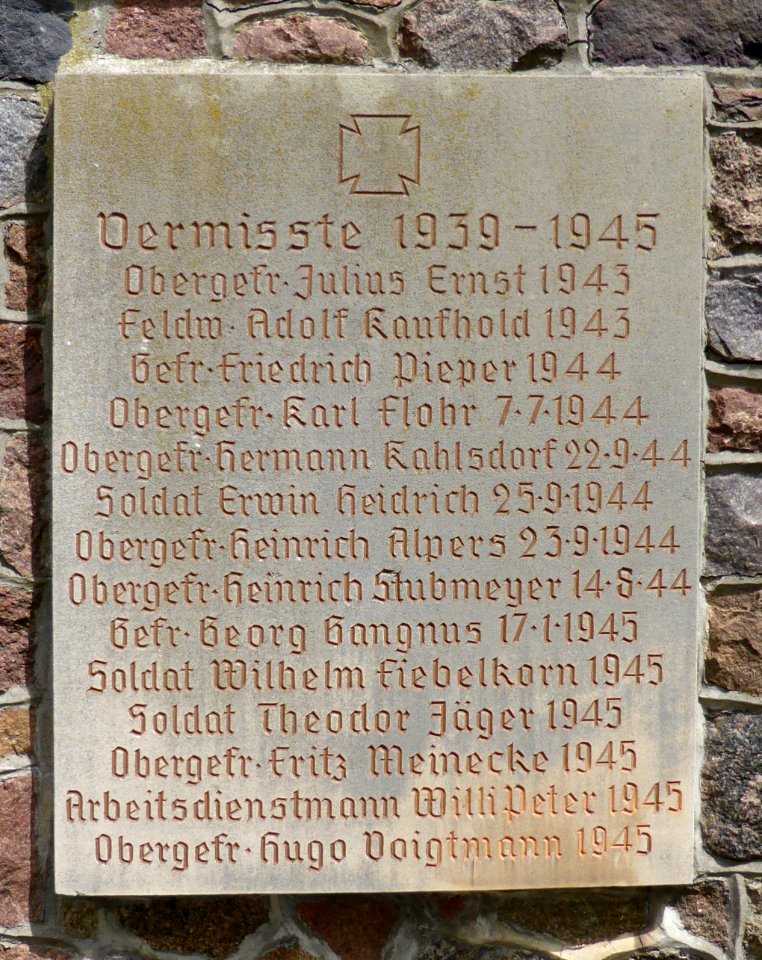 Vermisste 1939-1945
Obergefr. Julius Ernst 1943
Feldw. Adolf Kaufhold 1943
Gefr. Friedrich Pieper 1944
Obergefr. Karl Flohr 7.7.1944
Obergefr. Hermann Kahlsdorf 22.9.44
Soldat Erwin Heidrich 25.9.1944
Obergefr. Heinrich Alpers 23.9.1944
Obergefr. Heinrich Stubmeyer 14.8.44
Gefr. Georg Gangnus 17.1.1945
Soldat Wilhelm Fiebelkorn 1945
Soldat Theodor Jäger 1945
Obergefr. Fritz Meinecke 1945
Arbeitsdienstmann Willi Peter 1945
Obergefr. Hugo Voigtmann 1945